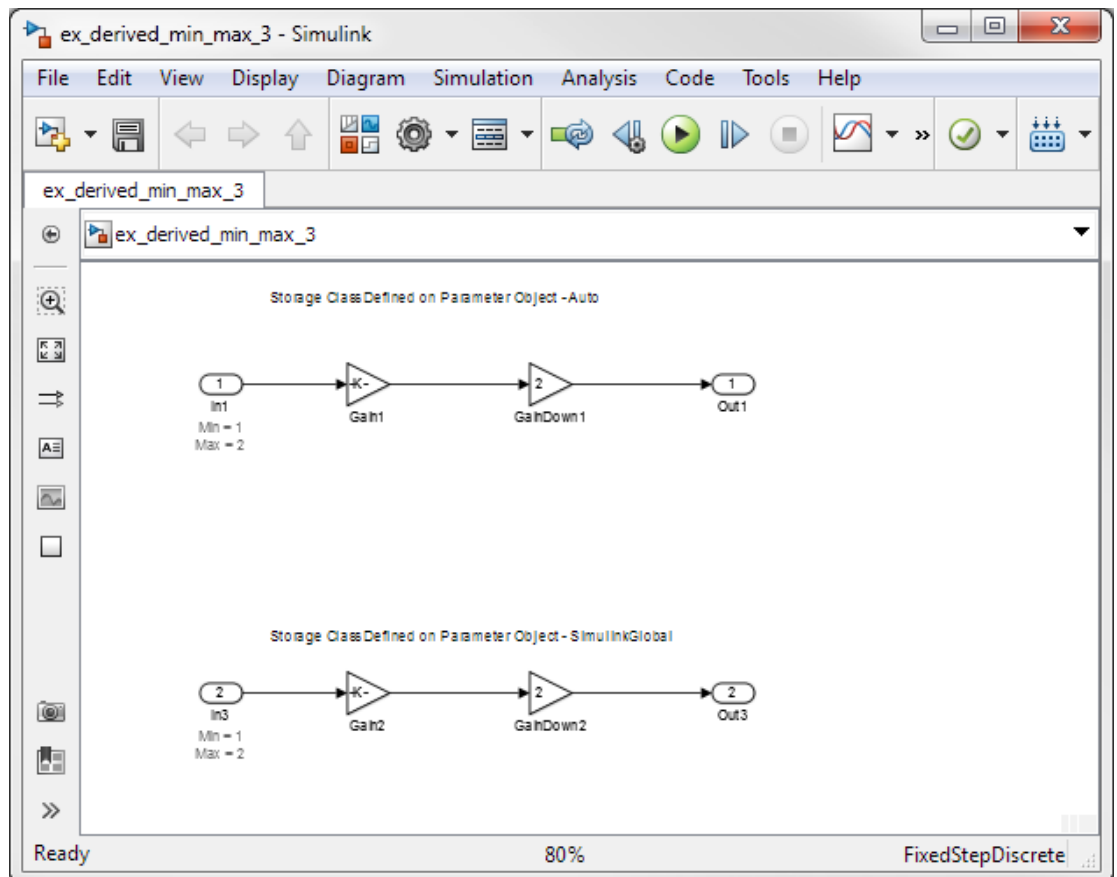 ex_derived_min_max_3 - Simulink
File Edit View Display Diagram Simulation Analysis Code Tools Help
ex_derived_min_max_3
ex_derived_min_max_3
Storage Class Defined on Parameter Object - Auto
1 -K- 2 1
In1 Gain1 GainDown1 Out1
Min = 1
Max = 2
Storage Class Defined on Parameter Object - SimulinkGlobal
2 -K- 2 2
In3 Gain2 GainDown2 Out3
Min = 1
Max = 2
Ready 80% FixedStepDiscrete